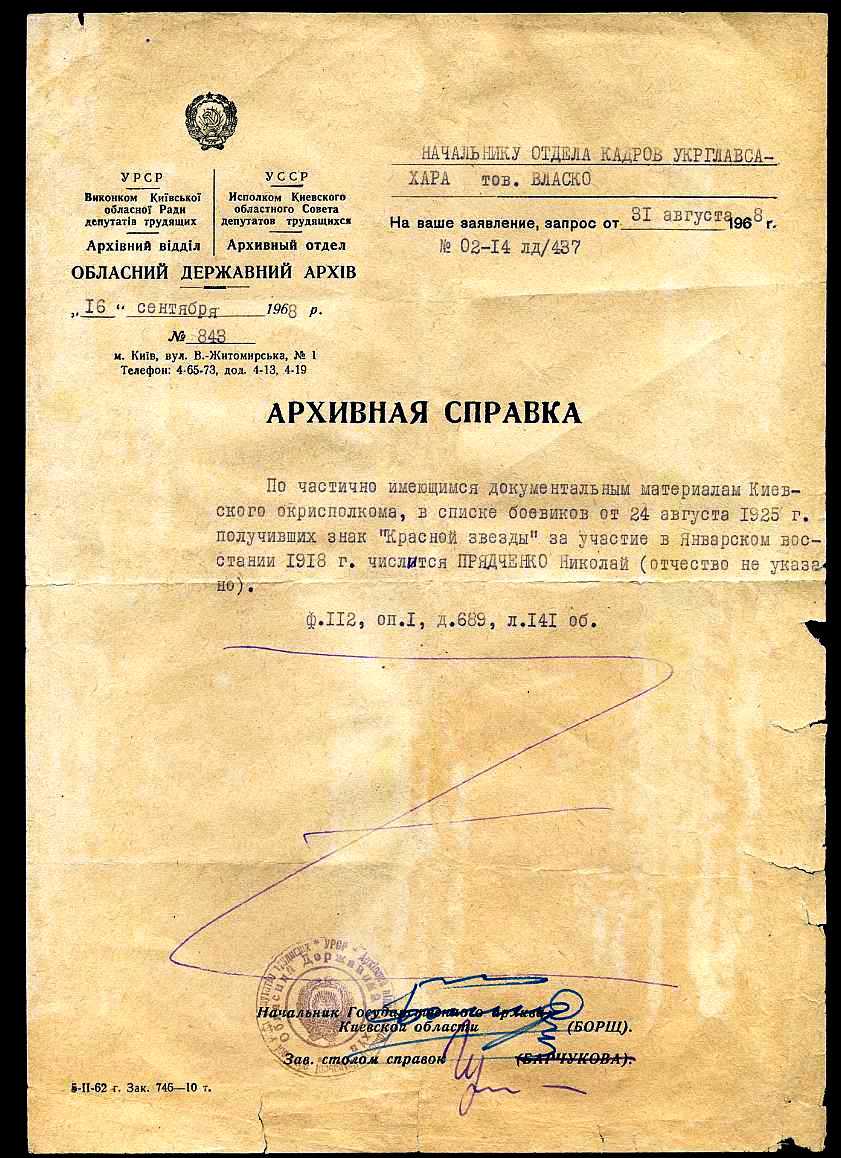 УРСР
Виконком Київської
обласної Ради
депутатів трудящих
Архівний відділ
УССР
Исполком Киевского
областного Совета
депутатов трудящихся
Архивный отдел
ОБЛАСНИЙ ДЕРЖАВНИЙ АРХІВ
„16“ сентября 1968 р.
№ 843
м. Київ, вул. В.-Житомирська, № 1
Телефон: 4-65-73, дод. 4-13, 4-19
НАЧАЛЬНИКУ ОТДЕЛА КАДРОВ УКРГЛАВСА-
ХАРА тов. ВЛАСКО
На ваше заявление, запрос от 31 августа 1968 г.
№ 02-14 лд/437
АРХИВНАЯ СПРАВКА
По частично имеющимся документальным материалам Киев-
ского окрисполкома, в списке боевиков от 24 августа 1925 г.
получивших знак "Красной звезды" за участие в Январском вос-
стании 1918 г. числится ПРЯДЧЕНКО Николай (отчество не указа-
но).
ф.112, оп.1, д.689, л.141 об.
Начальник Государственного архива
Киевской области (БОРЩ).
Зав. столом справок (БАРЧУКОВА).
5-II-62 г. Зак. 746—10 т.